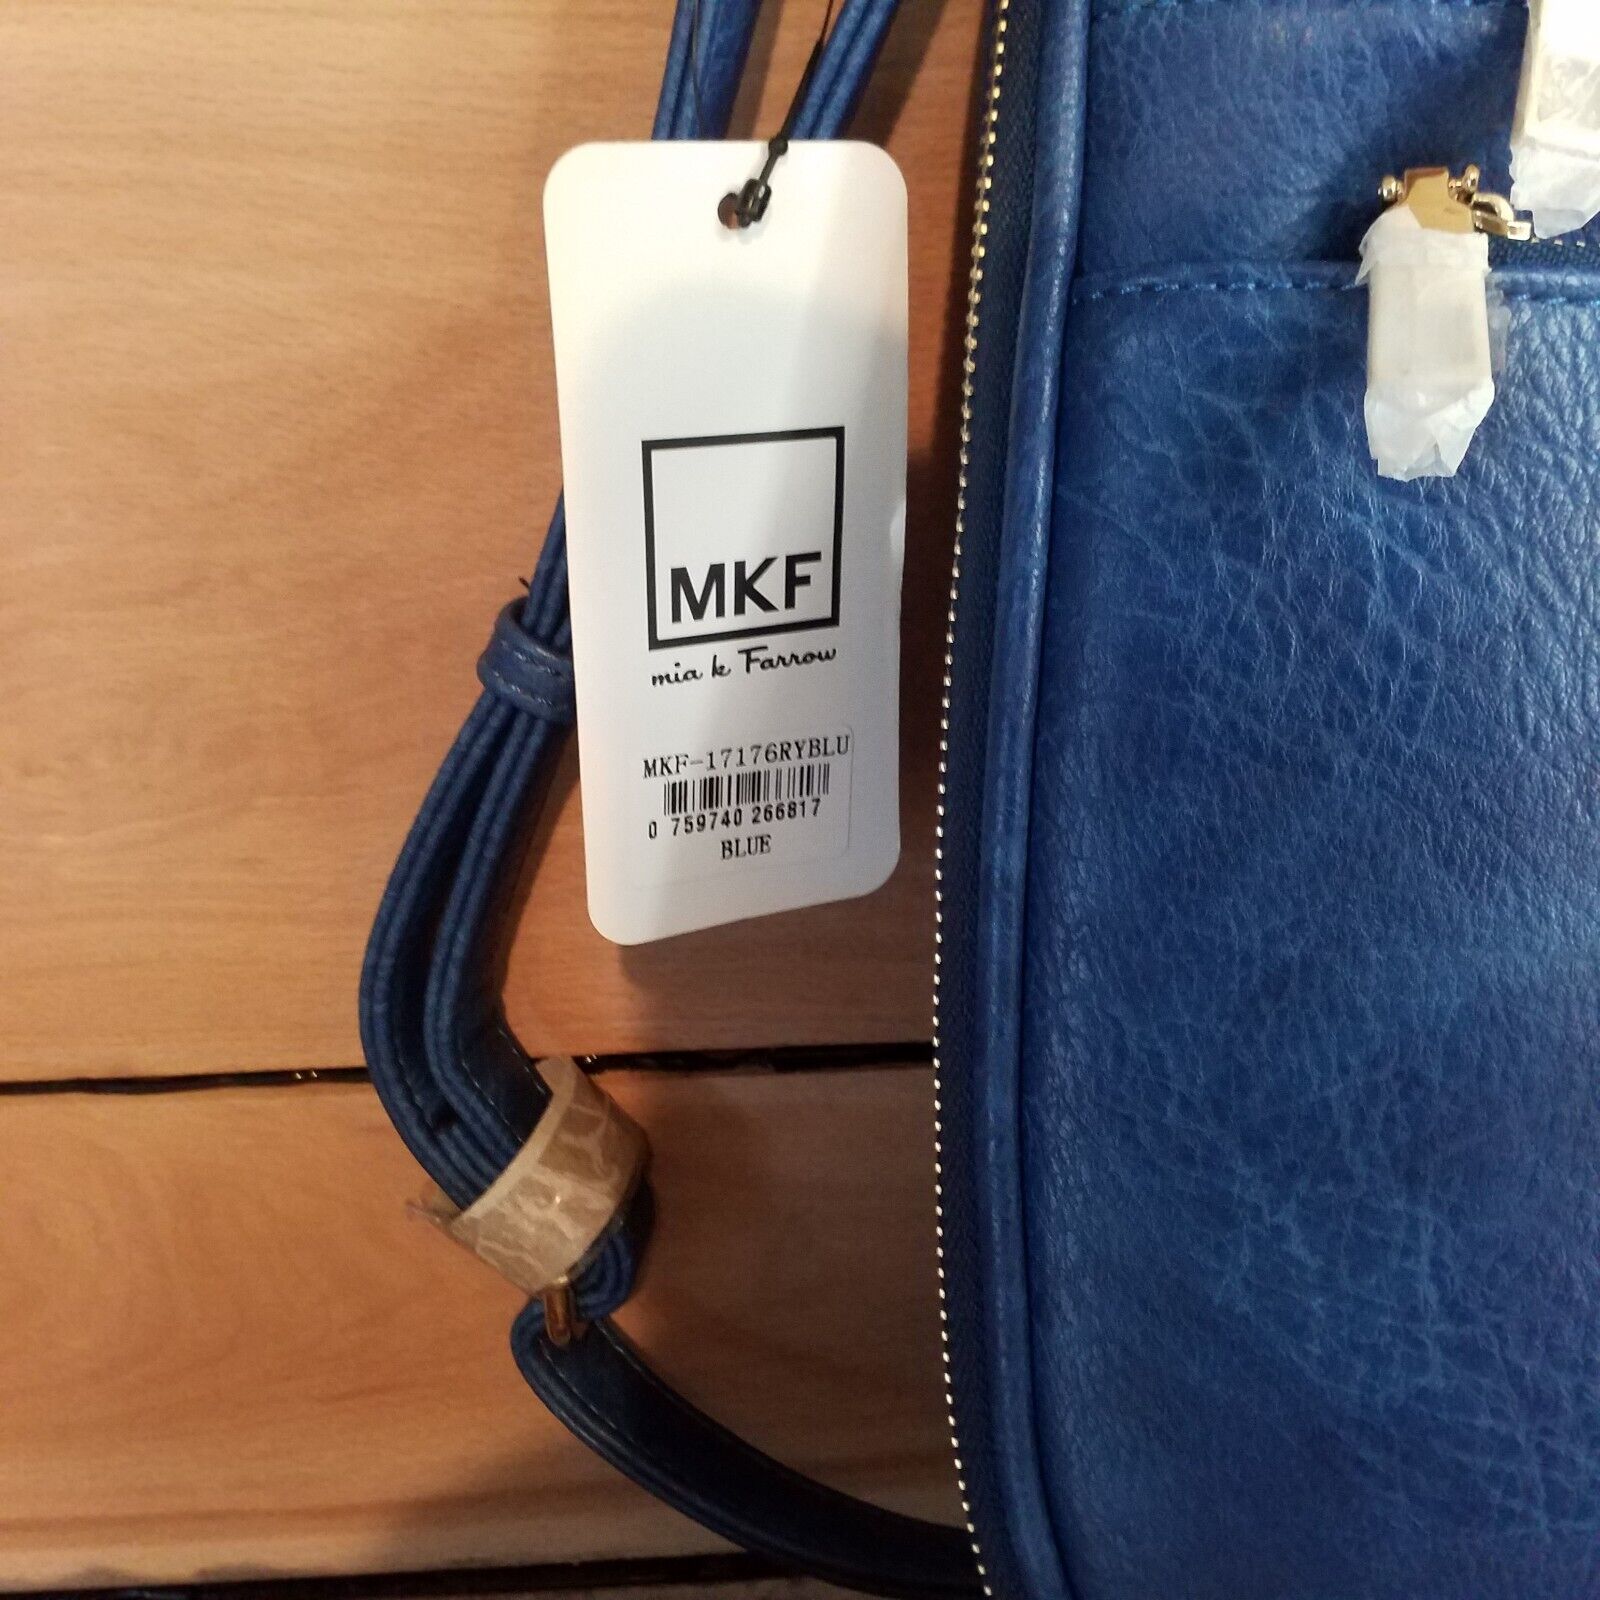 MKF
mia k Farrow
MKF-17176RYBLU
0 759740 266817
BLUE